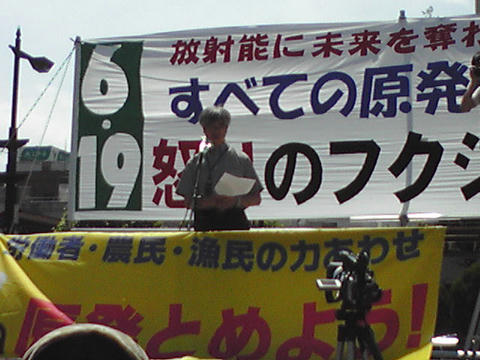 6・19
放射能に未来を奪わ
すべての原発
怒りのフクシ
労働者・農民・漁民の力あわせ
原発とめよう!